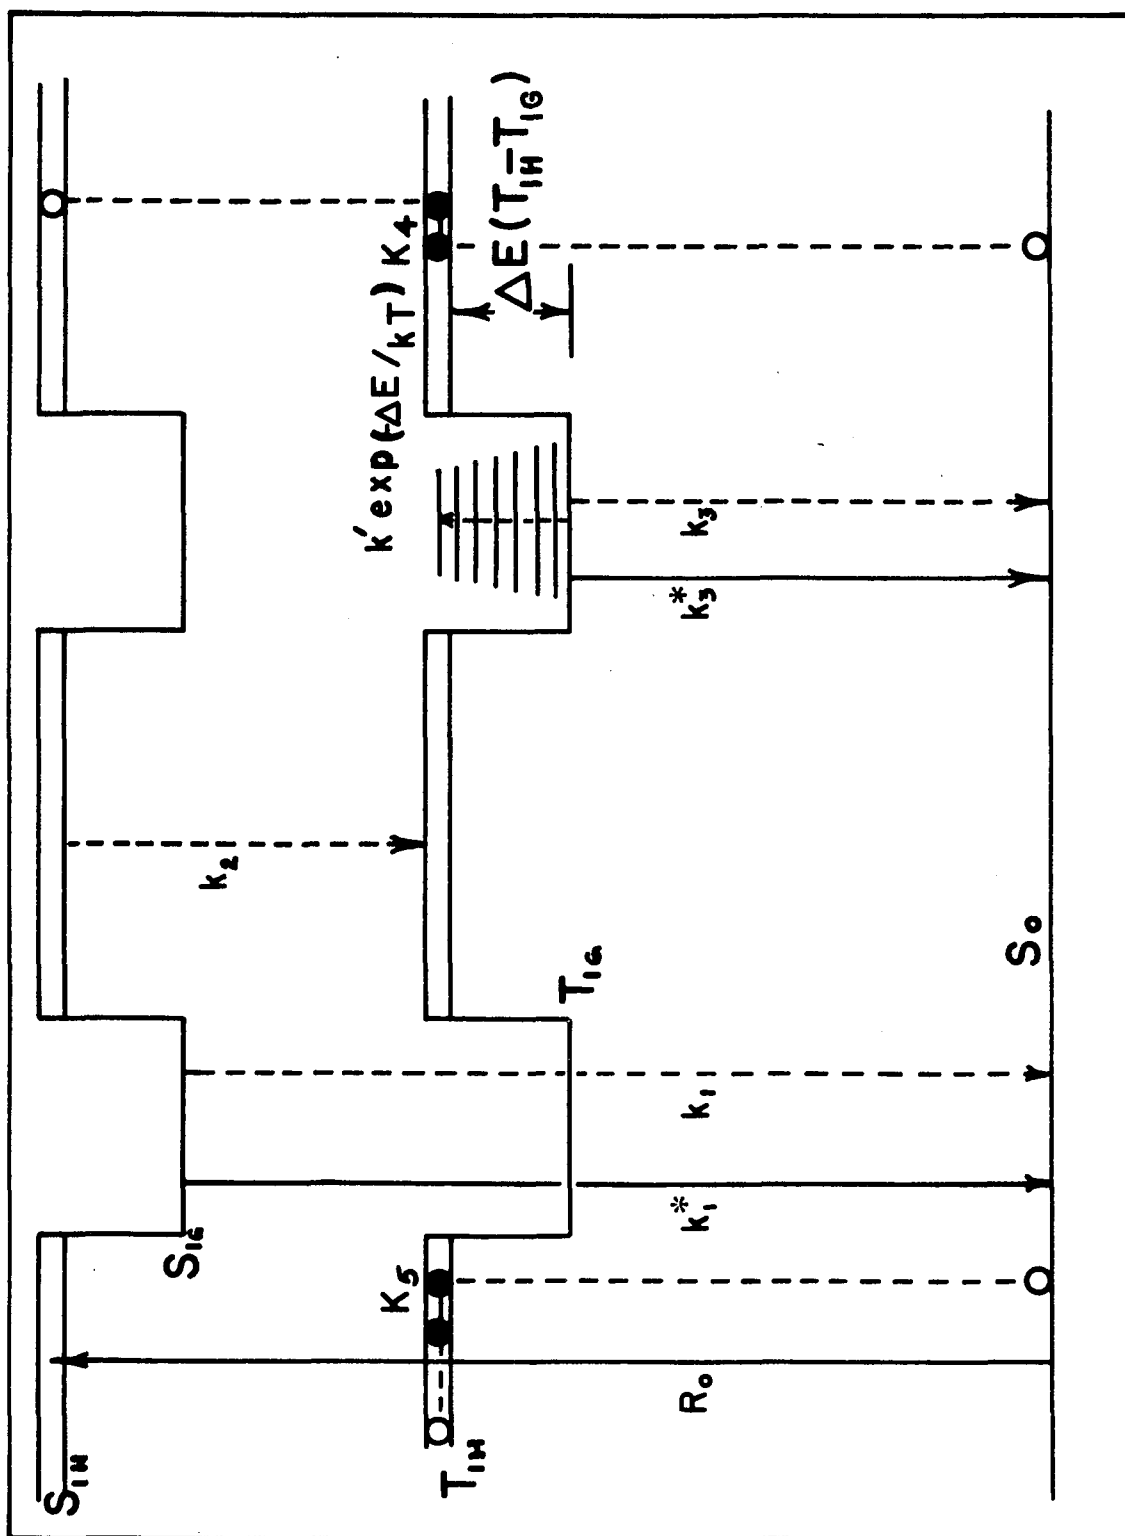 S₁H
S₁G
T₁H
K₅
R₀
k₁*
k₁
T₁G
S₀
k₂
k₃*
k₃
k′exp(-ΔE/kT)
K₄
ΔE(T₁H-T₁G)